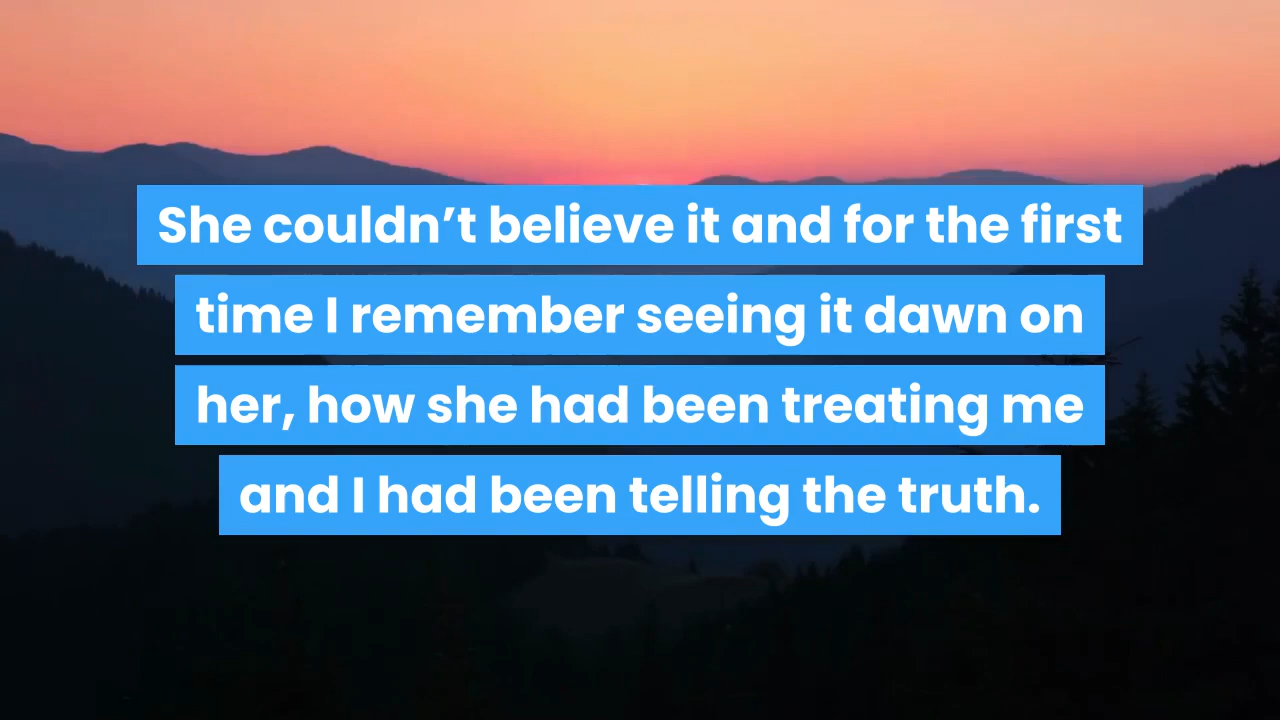 She couldn’t believe it and for the first
time I remember seeing it dawn on
her, how she had been treating me
and I had been telling the truth.